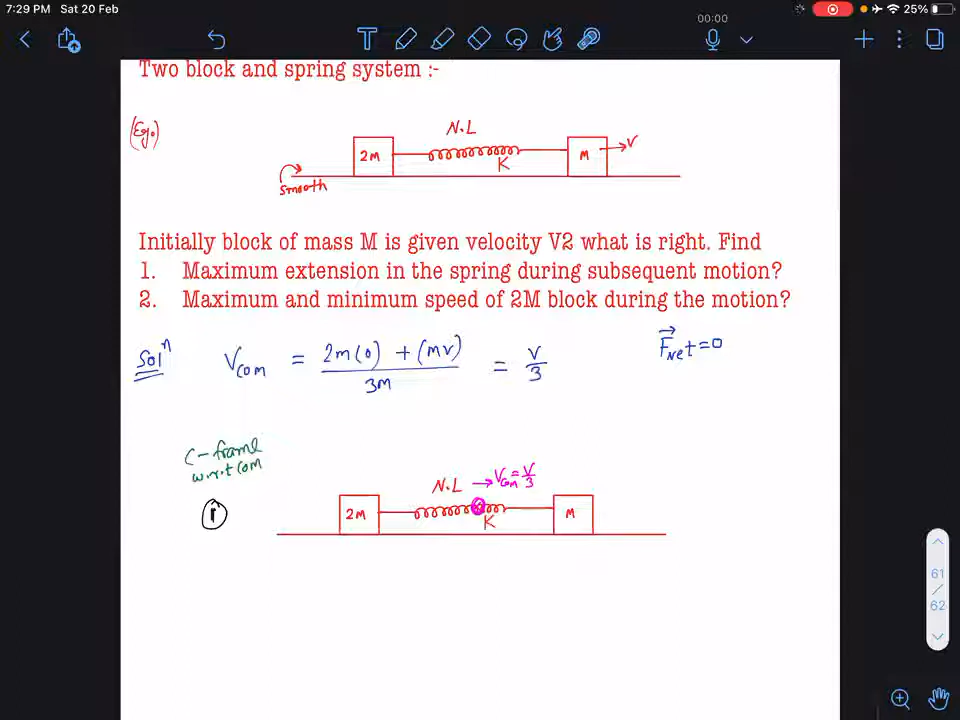 7:29 PM Sat 20 Feb
25%
00:00
Two block and spring system :-
(Eg.)
N.L
2M
K
M
V
Smooth
Initially block of mass M is given velocity V2 what is right. Find
1. Maximum extension in the spring during subsequent motion?
2. Maximum and minimum speed of 2M block during the motion?
Solⁿ
V_COM = 2m(0) + (mv) / 3M = V/3
F_Net = 0
C-frame
w.r.t com
N.L
V_com = V/3
1
2M
K
M
61
/
62